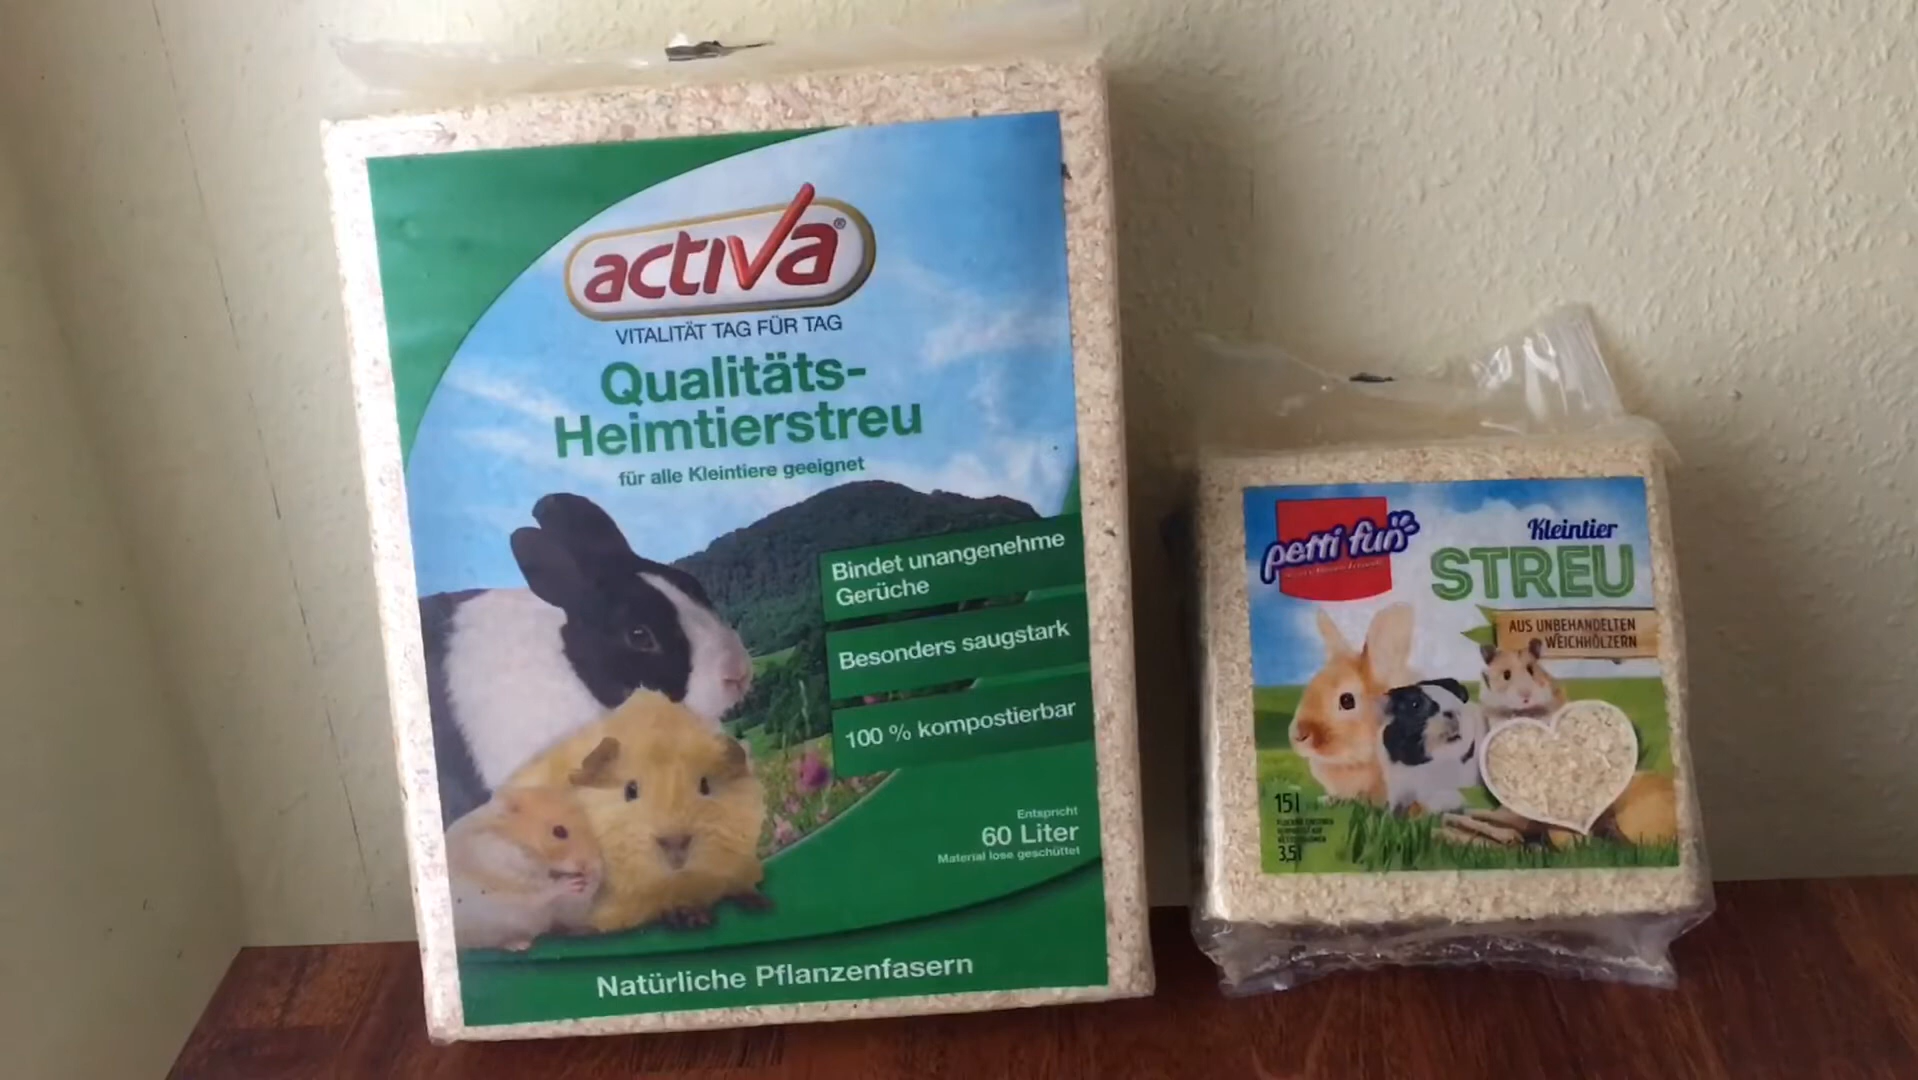 activa®
VITALITÄT TAG FÜR TAG
Qualitäts-
Heimtierstreu
für alle Kleintiere geeignet
Bindet unangenehme
Gerüche
Besonders saugstark
100 % kompostierbar
Entspricht
60 Liter
Material lose geschüttet
Natürliche Pflanzenfasern
petti fun
Kleintier
STREU
AUS UNBEHANDELTEN
WEICHHÖLZERN
15 l
3,5 l